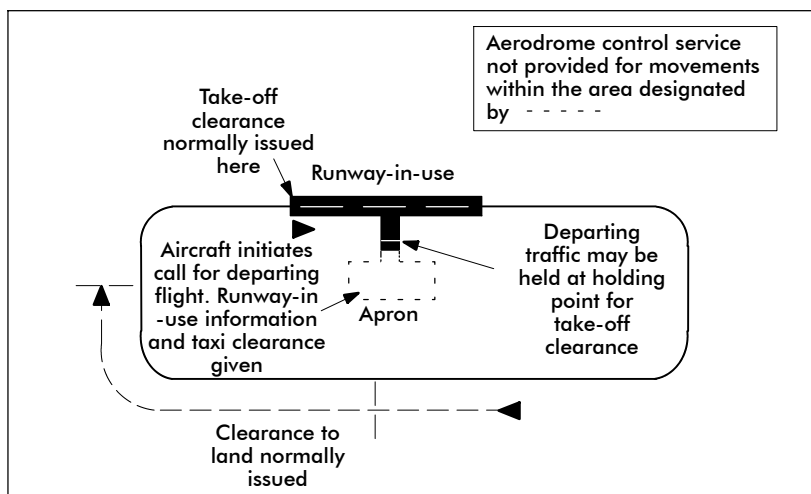 Aerodrome control service
not provided for movements
within the area designated
by - - - - -
Take-off
clearance
normally issued
here
Runway-in-use
Aircraft initiates
call for departing
flight. Runway-in
-use information
and taxi clearance
given
Apron
Departing
traffic may be
held at holding
point for
take-off
clearance
Clearance to
land normally
issued